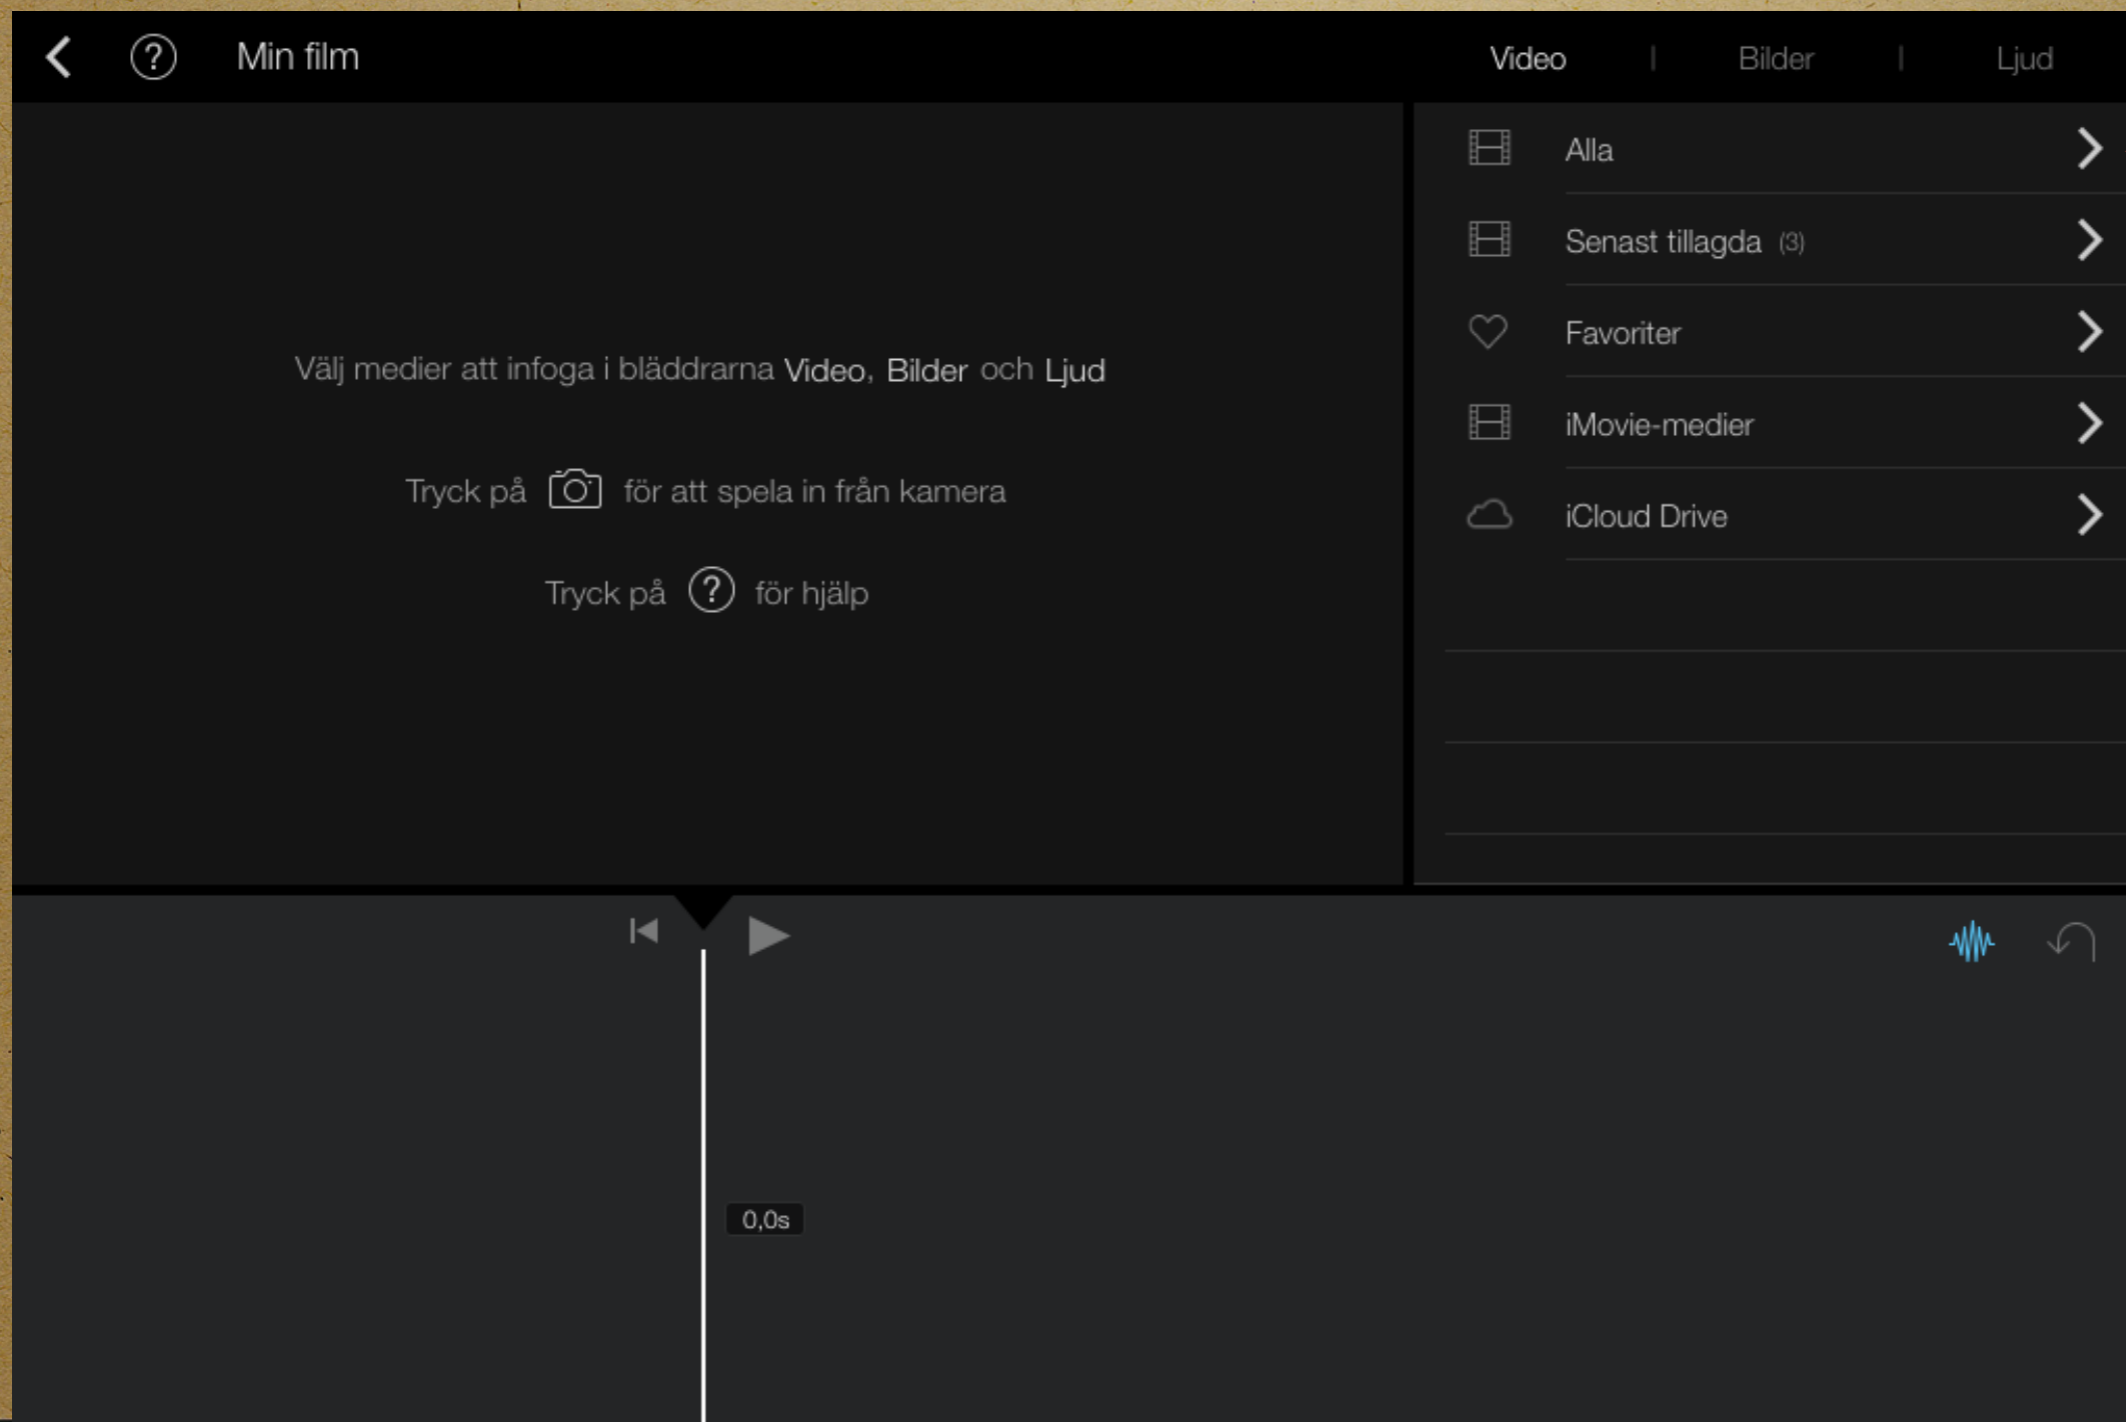 Min film
Video | Bilder | Ljud
Alla
Senast tillagda (3)
Favoriter
iMovie-medier
iCloud Drive
Välj medier att infoga i bläddrarna Video, Bilder och Ljud
Tryck på för att spela in från kamera
Tryck på ? för hjälp
0,0s